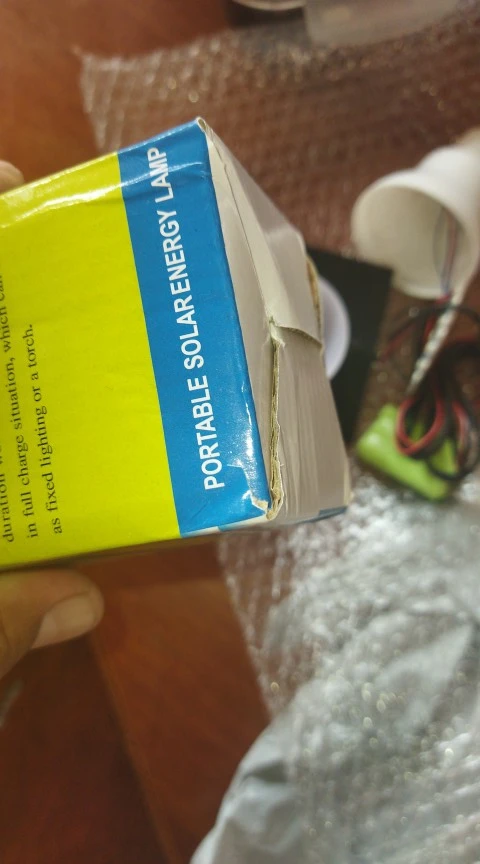 PORTABLE SOLAR ENERGY LAMP
duration
in full charge situation, which can
as fixed lighting or a torch.